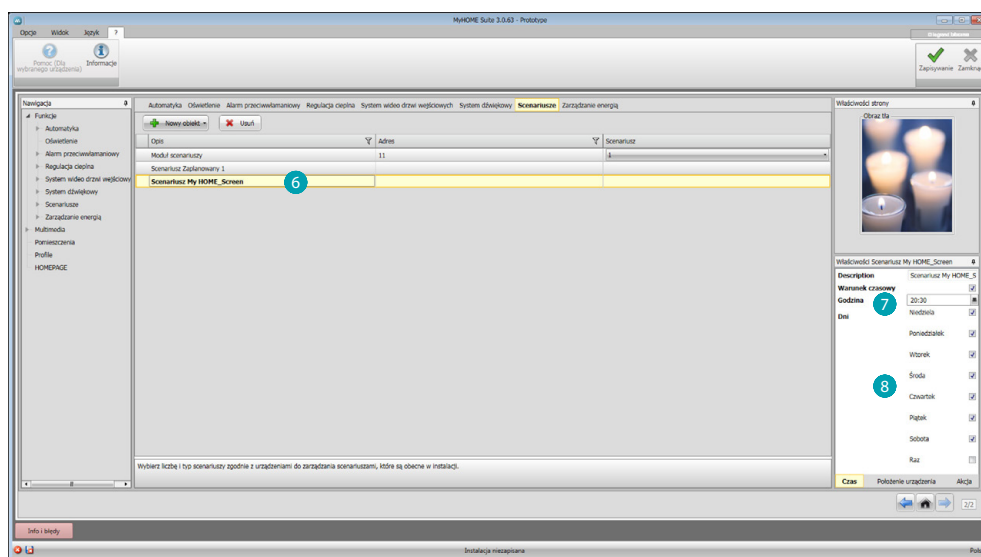 MyHOME Suite 3.0.63 - Prototype
Opcje Widok Język ?
Pomoc (Dla wybranego urządzenia)
Informacje
Zapisywanie
Zamkną
Nawigacja
Funkcje
Automatyka
Oświetlenie
Alarm przeciwwłamaniowy
Regulacja cieplna
System wideo drzwi wejściowy
System dźwiękowy
Scenariusze
Zarządzanie energią
Multimedia
Pomieszczenia
Profile
HOMEPAGE
Automatyka Oświetlenie Alarm przeciwwłamaniowy Regulacja cieplna System wideo drzwi wejściowych System dźwiękowy Scenariusze Zarządzanie energią
Nowy obiekt Usuń
Opis Adres Scenariusz
Moduł scenariuszy 11 1
Scenariusz Zaplanowany 1
Scenariusz My HOME_Screen 6
Wybierz liczbę i typ scenariuszy zgodnie z urządzeniami do zarządzania scenariuszami, które są obecne w instalacji.
Właściwości strony
Obraz tła
Właściwości Scenariusz My HOME_Screen
Description Scenariusz My HOME_S
Warunek czasowy
Godzina 7 20:30
Dni Niedziela
Poniedziałek
Wtorek
Środa
8
Czwartek
Piątek
Sobota
Raz
Czas Położenie urządzenia Akcja
2/2
Info i błędy
Instalacja niezapisana